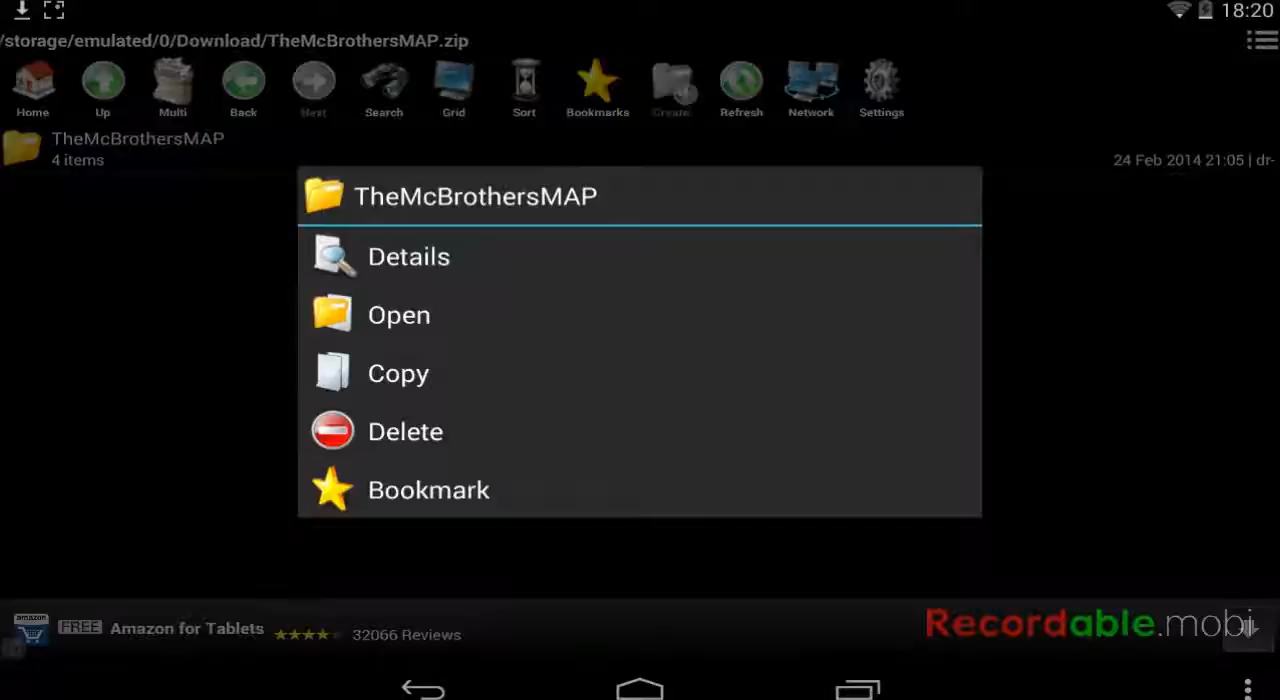 18:20
/storage/emulated/0/Download/TheMcBrothersMAP.zip
Home Up Multi Back Next Search Grid Sort Bookmarks Create Refresh Network Settings
TheMcBrothersMAP
4 items
24 Feb 2014 21:05 | dr-
TheMcBrothersMAP
Details
Open
Copy
Delete
Bookmark
amazon
FREE Amazon for Tablets 32066 Reviews
Recordable.mobi